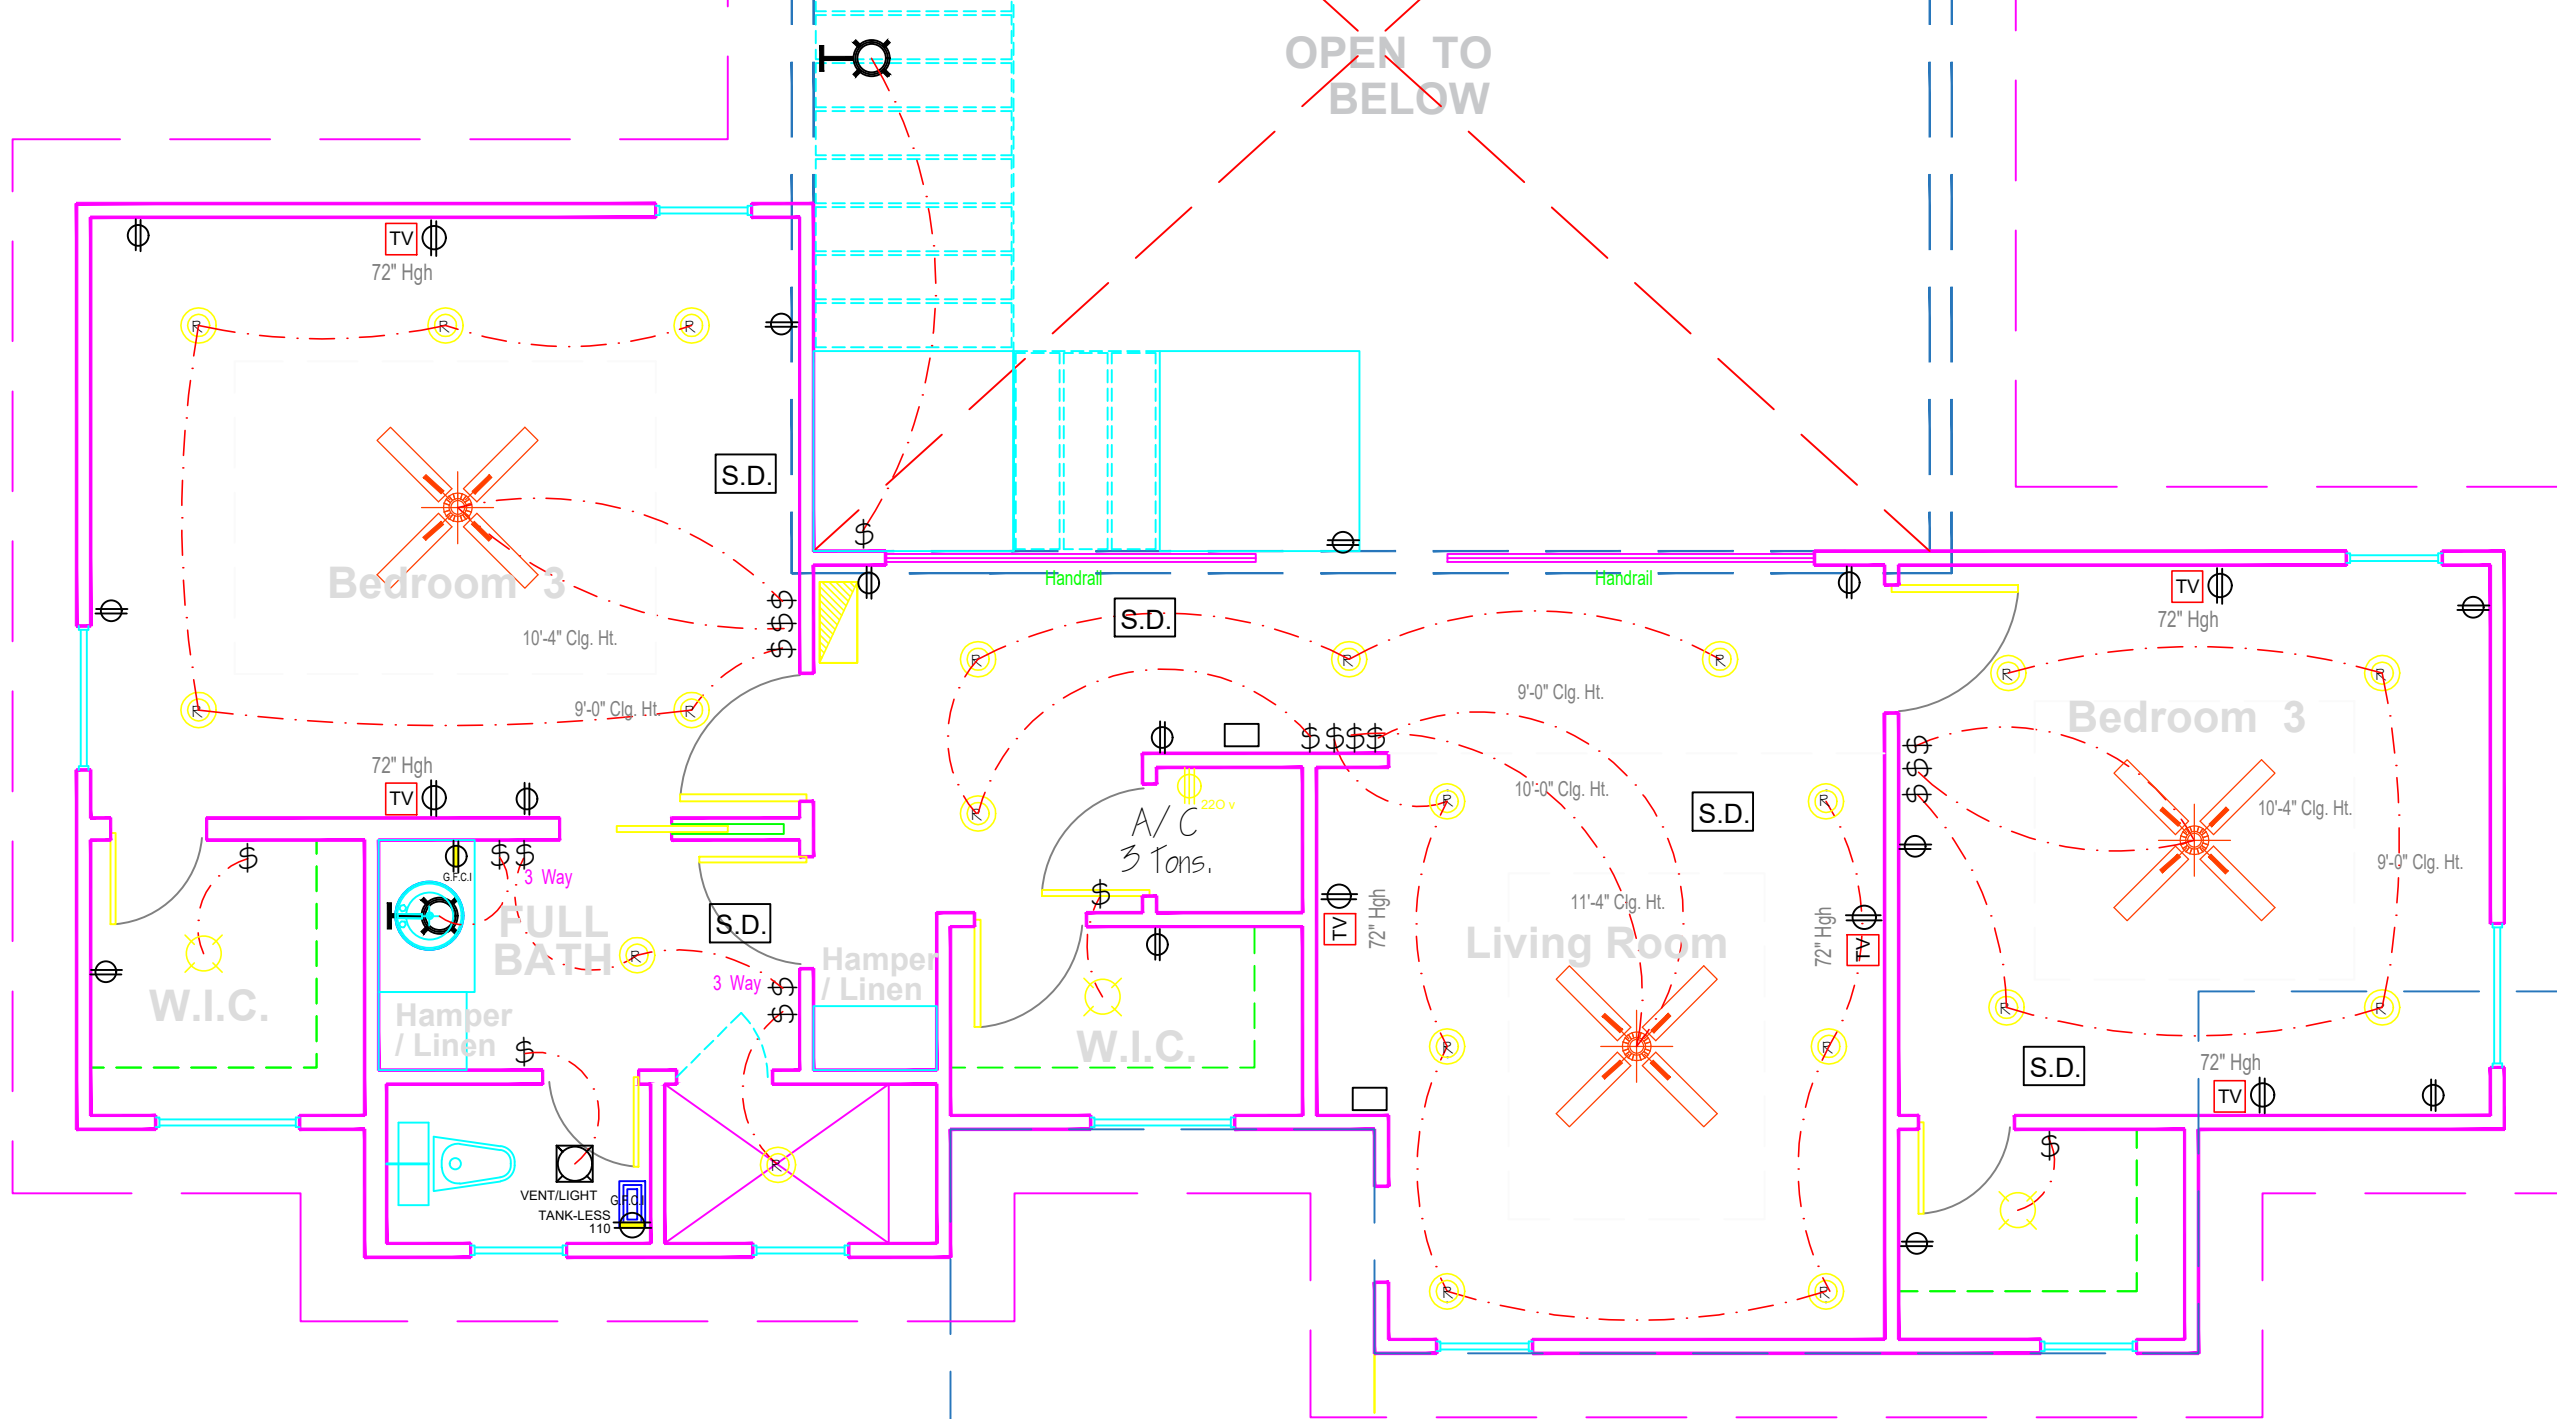 OPEN TO
BELOW
TV
72" Hgh
R
R
R
S.D.
Bedroom 3
10'-4" Clg. Ht.
$
$
$
$
R
9'-0" Clg. Ht.
R
72" Hgh
TV
Handrail
Handrail
S.D.
R
R
R
9'-0" Clg. Ht.
TV
72" Hgh
R
R
Bedroom 3
$
$
$
10'-4" Clg. Ht.
9'-0" Clg. Ht.
$ $ $ $
10'-0" Clg. Ht.
R
R
R
S.D.
220 v
A/C
3 Tons.
$
11'-4" Clg. Ht.
TV
72" Hgh
72" Hgh
TV
Living Room
$
$ $
G.F.C.I
3 Way
FULL
BATH
S.D.
R
3 Way
$
$
Hamper
/ Linen
W.I.C.
Hamper
/ Linen
$
W.I.C.
R
R
R
R
S.D.
72" Hgh
TV
$
VENT/LIGHT
G.F.C.I
TANK-LESS
110
R
R
R